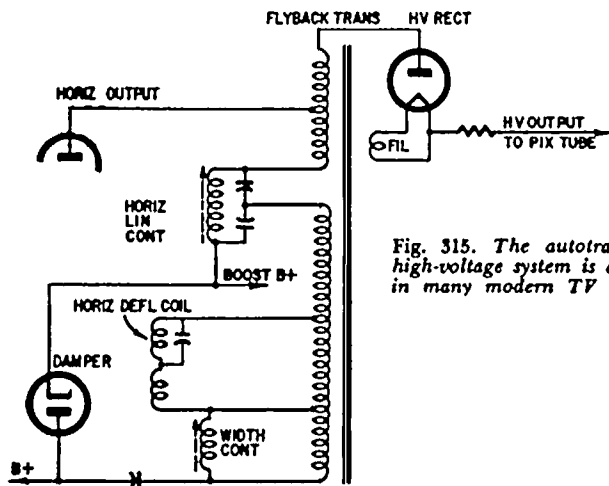 FLYBACK TRANS HV RECT
HORIZ OUTPUT
HV OUTPUT
TO PIX TUBE
FIL
HORIZ
LIN
CONT
Fig. 315. The autotra
high-voltage system is a
in many modern TV
BOOST B+
HORIZ DEFL COIL
DAMPER
WIDTH
CONT
B+